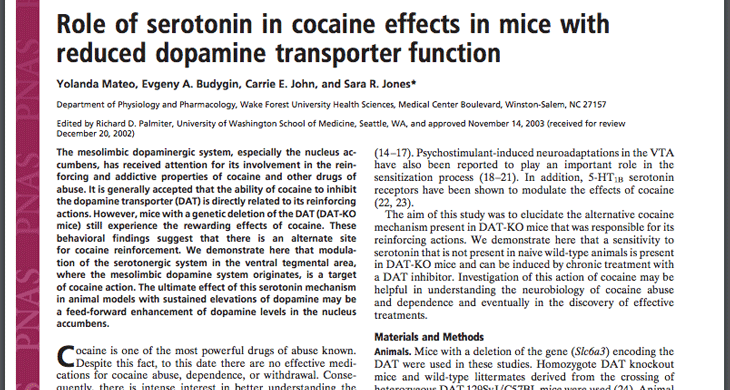 PNAS PNAS PNAS
Role of serotonin in cocaine effects in mice with
reduced dopamine transporter function
Yolanda Mateo, Evgeny A. Budygin, Carrie E. John, and Sara R. Jones*
Department of Physiology and Pharmacology, Wake Forest University Health Sciences, Medical Center Boulevard, Winston-Salem, NC 27157
Edited by Richard D. Palmiter, University of Washington School of Medicine, Seattle, WA, and approved November 14, 2003 (received for review
December 20, 2002)
The mesolimbic dopaminergic system, especially the nucleus ac-
cumbens, has received attention for its involvement in the rein-
forcing and addictive properties of cocaine and other drugs of
abuse. It is generally accepted that the ability of cocaine to inhibit
the dopamine transporter (DAT) is directly related to its reinforcing
actions. However, mice with a genetic deletion of the DAT (DAT-KO
mice) still experience the rewarding effects of cocaine. These
behavioral findings suggest that there is an alternate site
for cocaine reinforcement. We demonstrate here that modula-
tion of the serotonergic system in the ventral tegmental area,
where the mesolimbic dopamine system originates, is a target
of cocaine action. The ultimate effect of this serotonin mechanism
in animal models with sustained elevations of dopamine may be
a feed-forward enhancement of dopamine levels in the nucleus
accumbens.
Cocaine is one of the most powerful drugs of abuse known.
Despite this fact, to this date there are no effective medi-
cations for cocaine abuse, dependence, or withdrawal. Conse-
quently, there is intense interest in better understanding the
(14–17). Psychostimulant-induced neuroadaptations in the VTA
have also been reported to play an important role in the
sensitization process (18–21). In addition, 5-HT1B serotonin
receptors have been shown to modulate the effects of cocaine
(22, 23).
The aim of this study was to elucidate the alternative cocaine
mechanism present in DAT-KO mice that was responsible for its
reinforcing actions. We demonstrate here that a sensitivity to
serotonin that is not present in naive wild-type animals is present
in DAT-KO mice and can be induced by chronic treatment with
a DAT inhibitor. Investigation of this action of cocaine may be
helpful in understanding the neurobiology of cocaine abuse
and dependence and eventually in the discovery of effective
treatments.
Materials and Methods
Animals. Mice with a deletion of the gene (Slc6a3) encoding the
DAT were used in these studies. Homozygote DAT knockout
mice and wild-type littermates derived from the crossing of
heterozygous DAT 129SvJ/C57BL mice were used (24). Animal